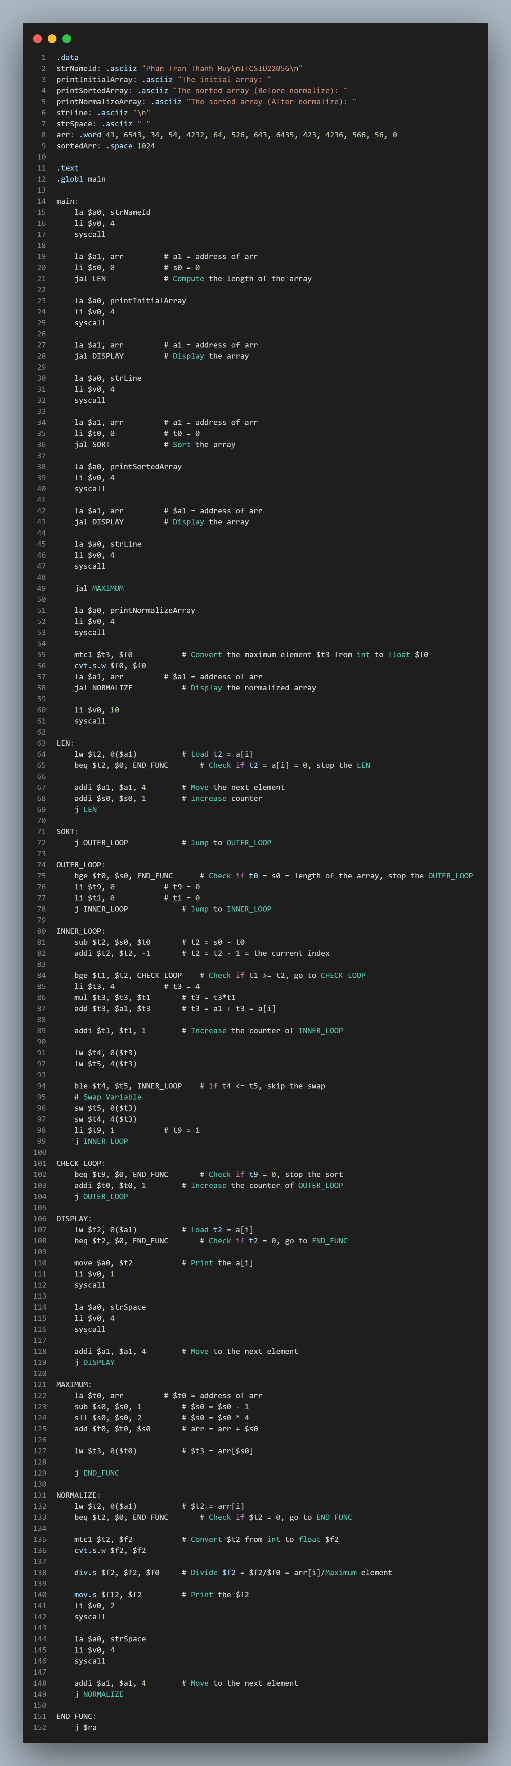 1 .data
2 strNameId: .asciiz "Phan Tran Thanh Huy\nITCSIU22056\n"
3 printInitialArray: .asciiz "The initial array: "
4 printSortedArray: .asciiz "The sorted array (Before normalize): "
5 printNormalizeArray: .asciiz "The sorted array (After normalize): "
6 strLine: .asciiz "\n"
7 strSpace: .asciiz " "
8 arr: .word 43, 6543, 34, 54, 4232, 64, 526, 643, 6435, 423, 4236, 566, 56, 0
9 sortedArr: .space 1024
10
11 .text
12 .globl main
13
14 main:
15 la $a0, strNameId
16 li $v0, 4
17 syscall
18
19 la $a1, arr # a1 = address of arr
20 li $s0, 0 # s0 = 0
21 jal LEN # Compute the length of the array
22
23 la $a0, printInitialArray
24 li $v0, 4
25 syscall
26
27 la $a1, arr # a1 = address of arr
28 jal DISPLAY # Display the array
29
30 la $a0, strLine
31 li $v0, 4
32 syscall
33
34 la $a1, arr # a1 = address of arr
35 li $t0, 0 # t0 = 0
36 jal SORT # Sort the array
37
38 la $a0, printSortedArray
39 li $v0, 4
40 syscall
41
42 la $a1, arr # $a1 = address of arr
43 jal DISPLAY # Display the array
44
45 la $a0, strLine
46 li $v0, 4
47 syscall
48
49 jal MAXIMUM
50
51 la $a0, printNormalizeArray
52 li $v0, 4
53 syscall
54
55 mtc1 $t3, $f0 # Convert the maximum element $t3 from int to float $f0
56 cvt.s.w $f0, $f0
57 la $a1, arr # $a1 = address of arr
58 jal NORMALIZE # Display the normalized array
59
60 li $v0, 10
61 syscall
62
63 LEN:
64 lw $t2, 0($a1) # Load t2 = a[i]
65 beq $t2, $0, END_FUNC # Check if t2 = a[i] = 0, stop the LEN
66
67 addi $a1, $a1, 4 # Move the next element
68 addi $s0, $s0, 1 # Increase counter
69 j LEN
70
71 SORT:
72 j OUTER_LOOP # Jump to OUTER_LOOP
73
74 OUTER_LOOP:
75 bge $t0, $s0, END_FUNC # Check if t0 = s0 = length of the array, stop the OUTER_LOOP
76 li $t9, 0 # t9 = 0
77 li $t1, 0 # t1 = 0
78 j INNER_LOOP # Jump to INNER_LOOP
79
80 INNER_LOOP:
81 sub $t2, $s0, $t0 # t2 = s0 - t0
82 addi $t2, $t2, -1 # t2 = t2 - 1 = the current index
83
84 bge $t1, $t2, CHECK_LOOP # Check if t1 >= t2, go to CHECK_LOOP
85 li $t3, 4 # t3 = 4
86 mul $t3, $t3, $t1 # t3 = t3*t1
87 add $t3, $a1, $t3 # t3 = a1 + t3 = a[i]
88
89 addi $t1, $t1, 1 # Increase the counter of INNER_LOOP
90
91 lw $t4, 0($t3)
92 lw $t5, 4($t3)
93
94 ble $t4, $t5, INNER_LOOP # if t4 <= t5, skip the swap
95 # Swap Variable
96 sw $t5, 0($t3)
97 sw $t4, 4($t3)
98 li $t9, 1 # t9 = 1
99 j INNER_LOOP
100
101 CHECK_LOOP:
102 beq $t9, $0, END_FUNC # Check if t9 = 0, stop the sort
103 addi $t0, $t0, 1 # Increase the counter of OUTER_LOOP
104 j OUTER_LOOP
105
106 DISPLAY:
107 lw $t2, 0($a1) # Load t2 = a[i]
108 beq $t2, $0, END_FUNC # Check if t2 = 0, go to END_FUNC
109
110 move $a0, $t2 # Print the a[i]
111 li $v0, 1
112 syscall
113
114 la $a0, strSpace
115 li $v0, 4
116 syscall
117
118 addi $a1, $a1, 4 # Move to the next element
119 j DISPLAY
120
121 MAXIMUM:
122 la $t0, arr # $t0 = address of arr
123 sub $s0, $s0, 1 # $s0 = $s0 - 1
124 sll $s0, $s0, 2 # $s0 = $s0 * 4
125 add $t0, $t0, $s0 # arr = arr + $s0
126
127 lw $t3, 0($t0) # $t3 = arr[$s0]
128
129 j END_FUNC
130
131 NORMALIZE:
132 lw $t2, 0($a1) # $t2 = arr[i]
133 beq $t2, $0, END_FUNC # Check if $t2 = 0, go to END_FUNC
134
135 mtc1 $t2, $f2 # Convert $t2 from int to float $f2
136 cvt.s.w $f2, $f2
137
138 div.s $f2, $f2, $f0 # Divide $f2 = $f2/$f0 = arr[i]/Maximum element
139
140 mov.s $f12, $f2 # Print the $f2
141 li $v0, 2
142 syscall
143
144 la $a0, strSpace
145 li $v0, 4
146 syscall
147
148 addi $a1, $a1, 4 # Move to the next element
149 j NORMALIZE
150
151 END_FUNC:
152 j $ra